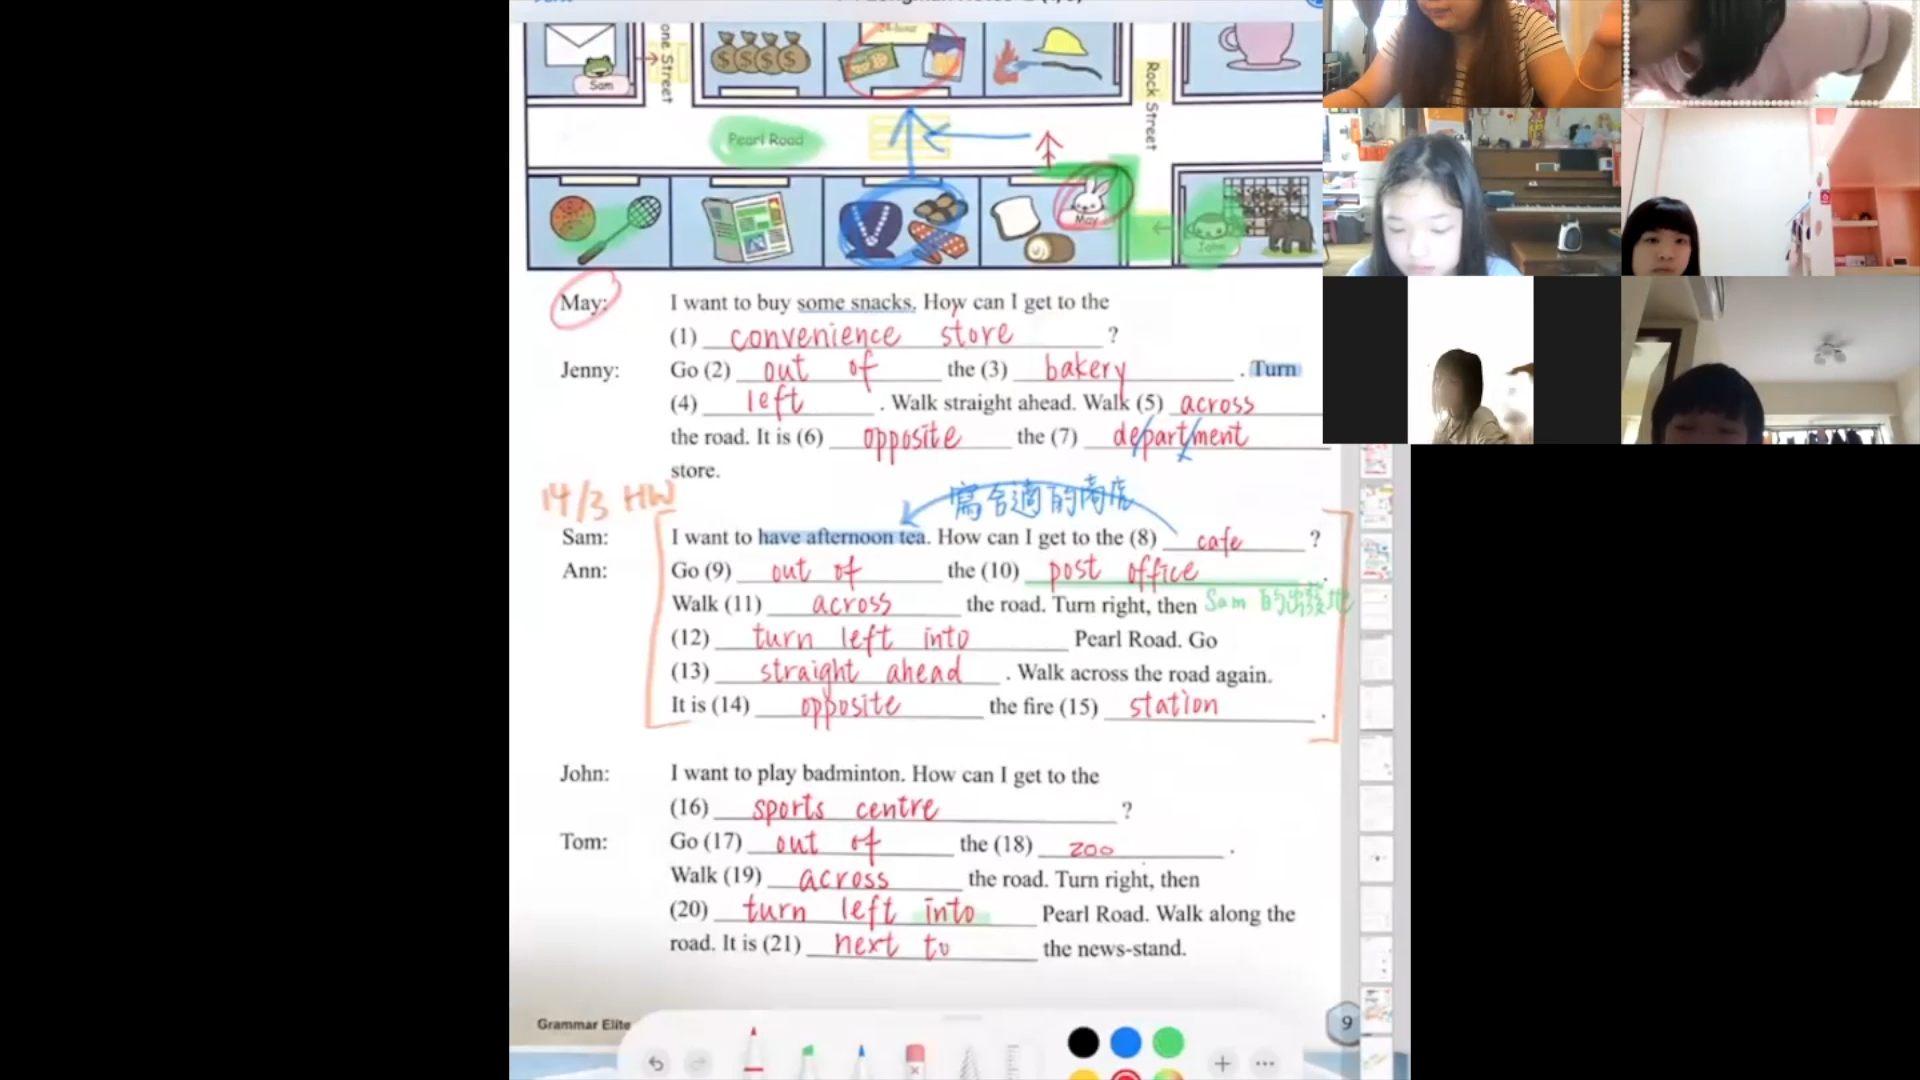 24-hour
Sam
one Street
Rock Street
Pearl Road
May
John
May: I want to buy some snacks. How can I get to the
(1) convenience store ?
Jenny: Go (2) out of the (3) bakery . Turn
(4) left . Walk straight ahead. Walk (5) across
the road. It is (6) opposite the (7) department
store.
14/3 HW
寫合適的商店
Sam: I want to have afternoon tea. How can I get to the (8) cafe ?
Ann: Go (9) out of the (10) post office .
Walk (11) across the road. Turn right, then Sam 的出發地
(12) turn left into Pearl Road. Go
(13) straight ahead . Walk across the road again.
It is (14) opposite the fire (15) station .
John: I want to play badminton. How can I get to the
(16) sports centre ?
Tom: Go (17) out of the (18) zoo .
Walk (19) across the road. Turn right, then
(20) turn left into Pearl Road. Walk along the
road. It is (21) next to the news-stand.
Grammar Elite
9